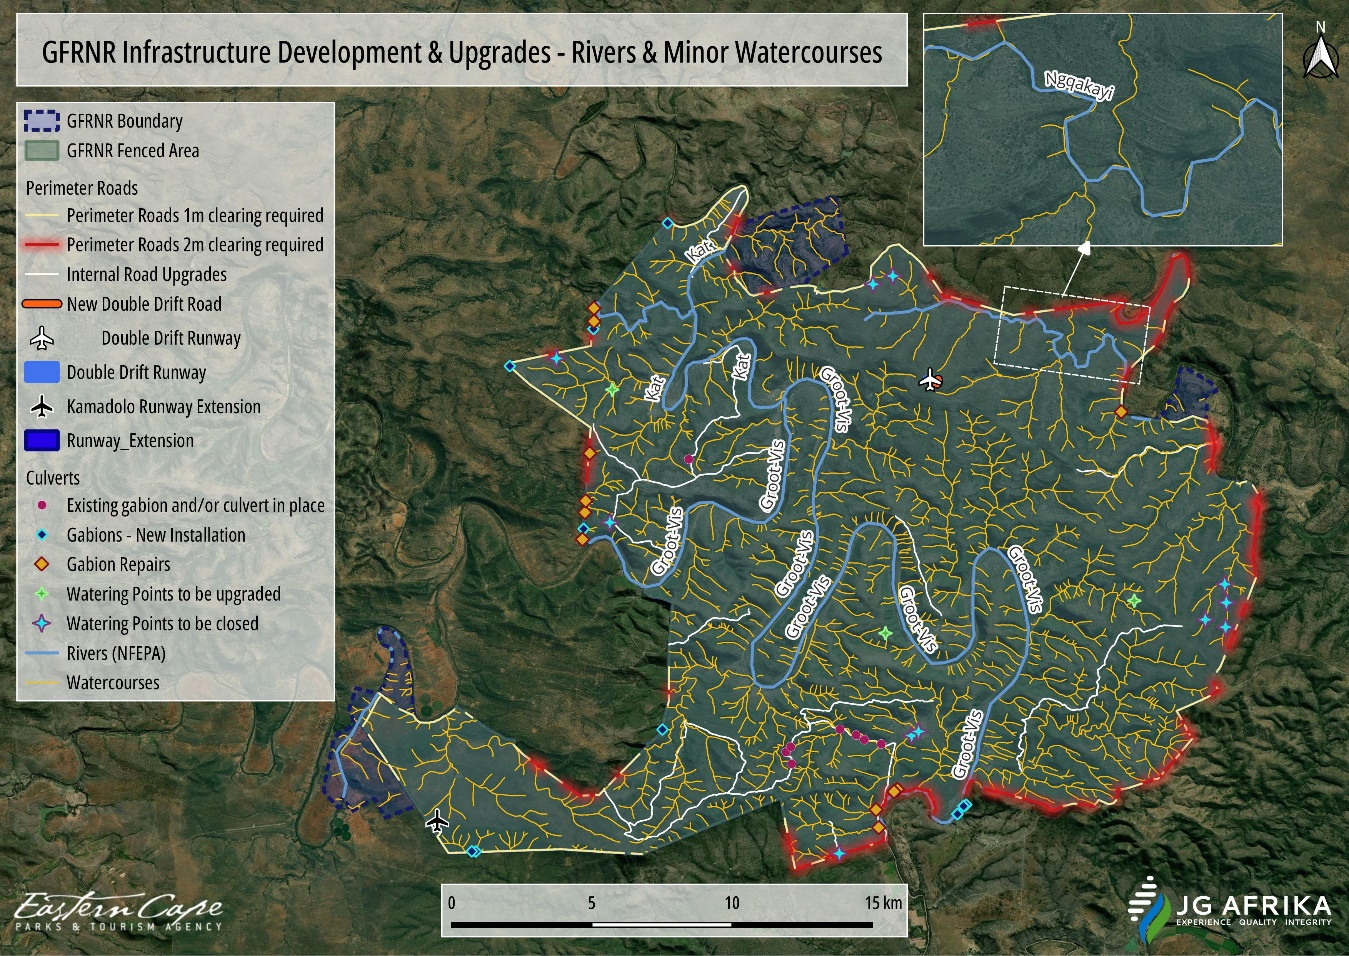 GFRNR Infrastructure Development & Upgrades - Rivers & Minor Watercourses
N
Ngqakayi
GFRNR Boundary
GFRNR Fenced Area
Perimeter Roads
Perimeter Roads 1m clearing required
Perimeter Roads 2m clearing required
Internal Road Upgrades
New Double Drift Road
Double Drift Runway
Double Drift Runway
Kamadolo Runway Extension
Runway_Extension
Culverts
Existing gabion and/or culvert in place
Gabions - New Installation
Gabion Repairs
Watering Points to be upgraded
Watering Points to be closed
Rivers (NFEPA)
Watercourses
Kat
Kat
Kat
Groot-Vis
Groot-Vis
Groot-Vis
Groot-Vis
Groot-Vis
Groot-Vis
Groot-Vis
Groot-Vis
0 5 10 15 km
Eastern Cape
PARKS & TOURISM AGENCY
JG AFRIKA
EXPERIENCE QUALITY INTEGRITY